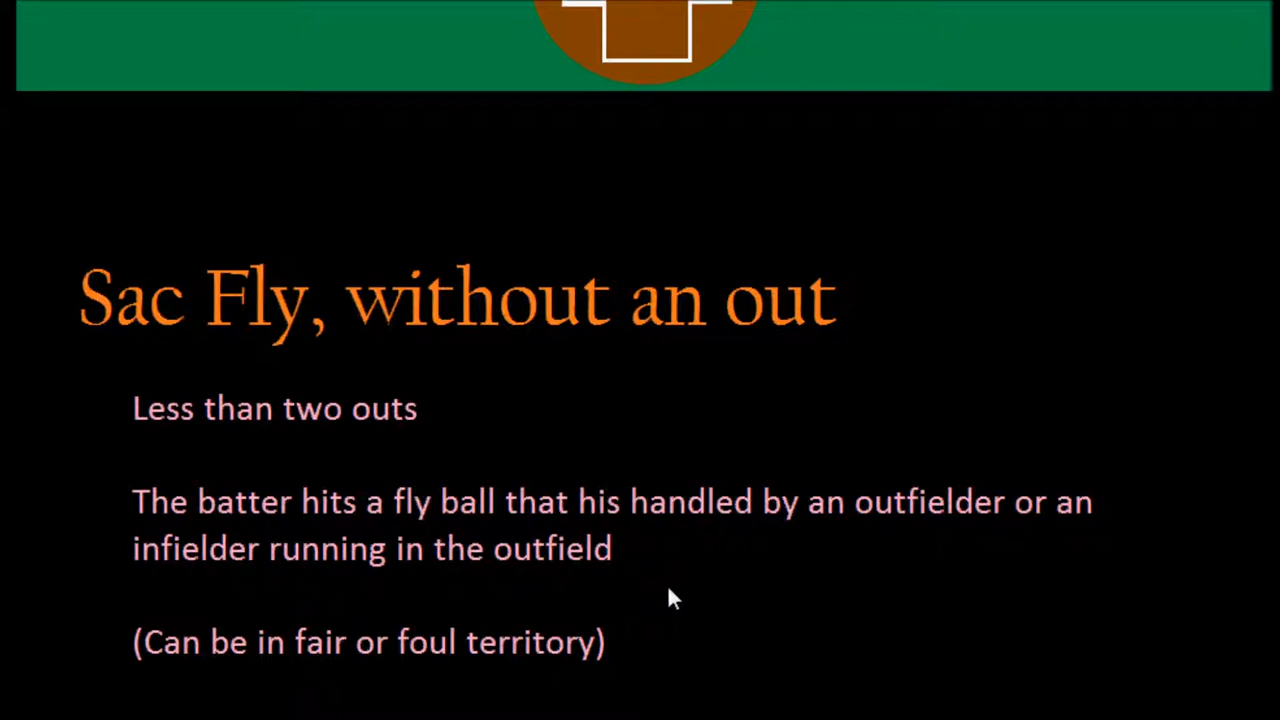 Sac Fly, without an out
Less than two outs
The batter hits a fly ball that his handled by an outfielder or an
infielder running in the outfield
(Can be in fair or foul territory)